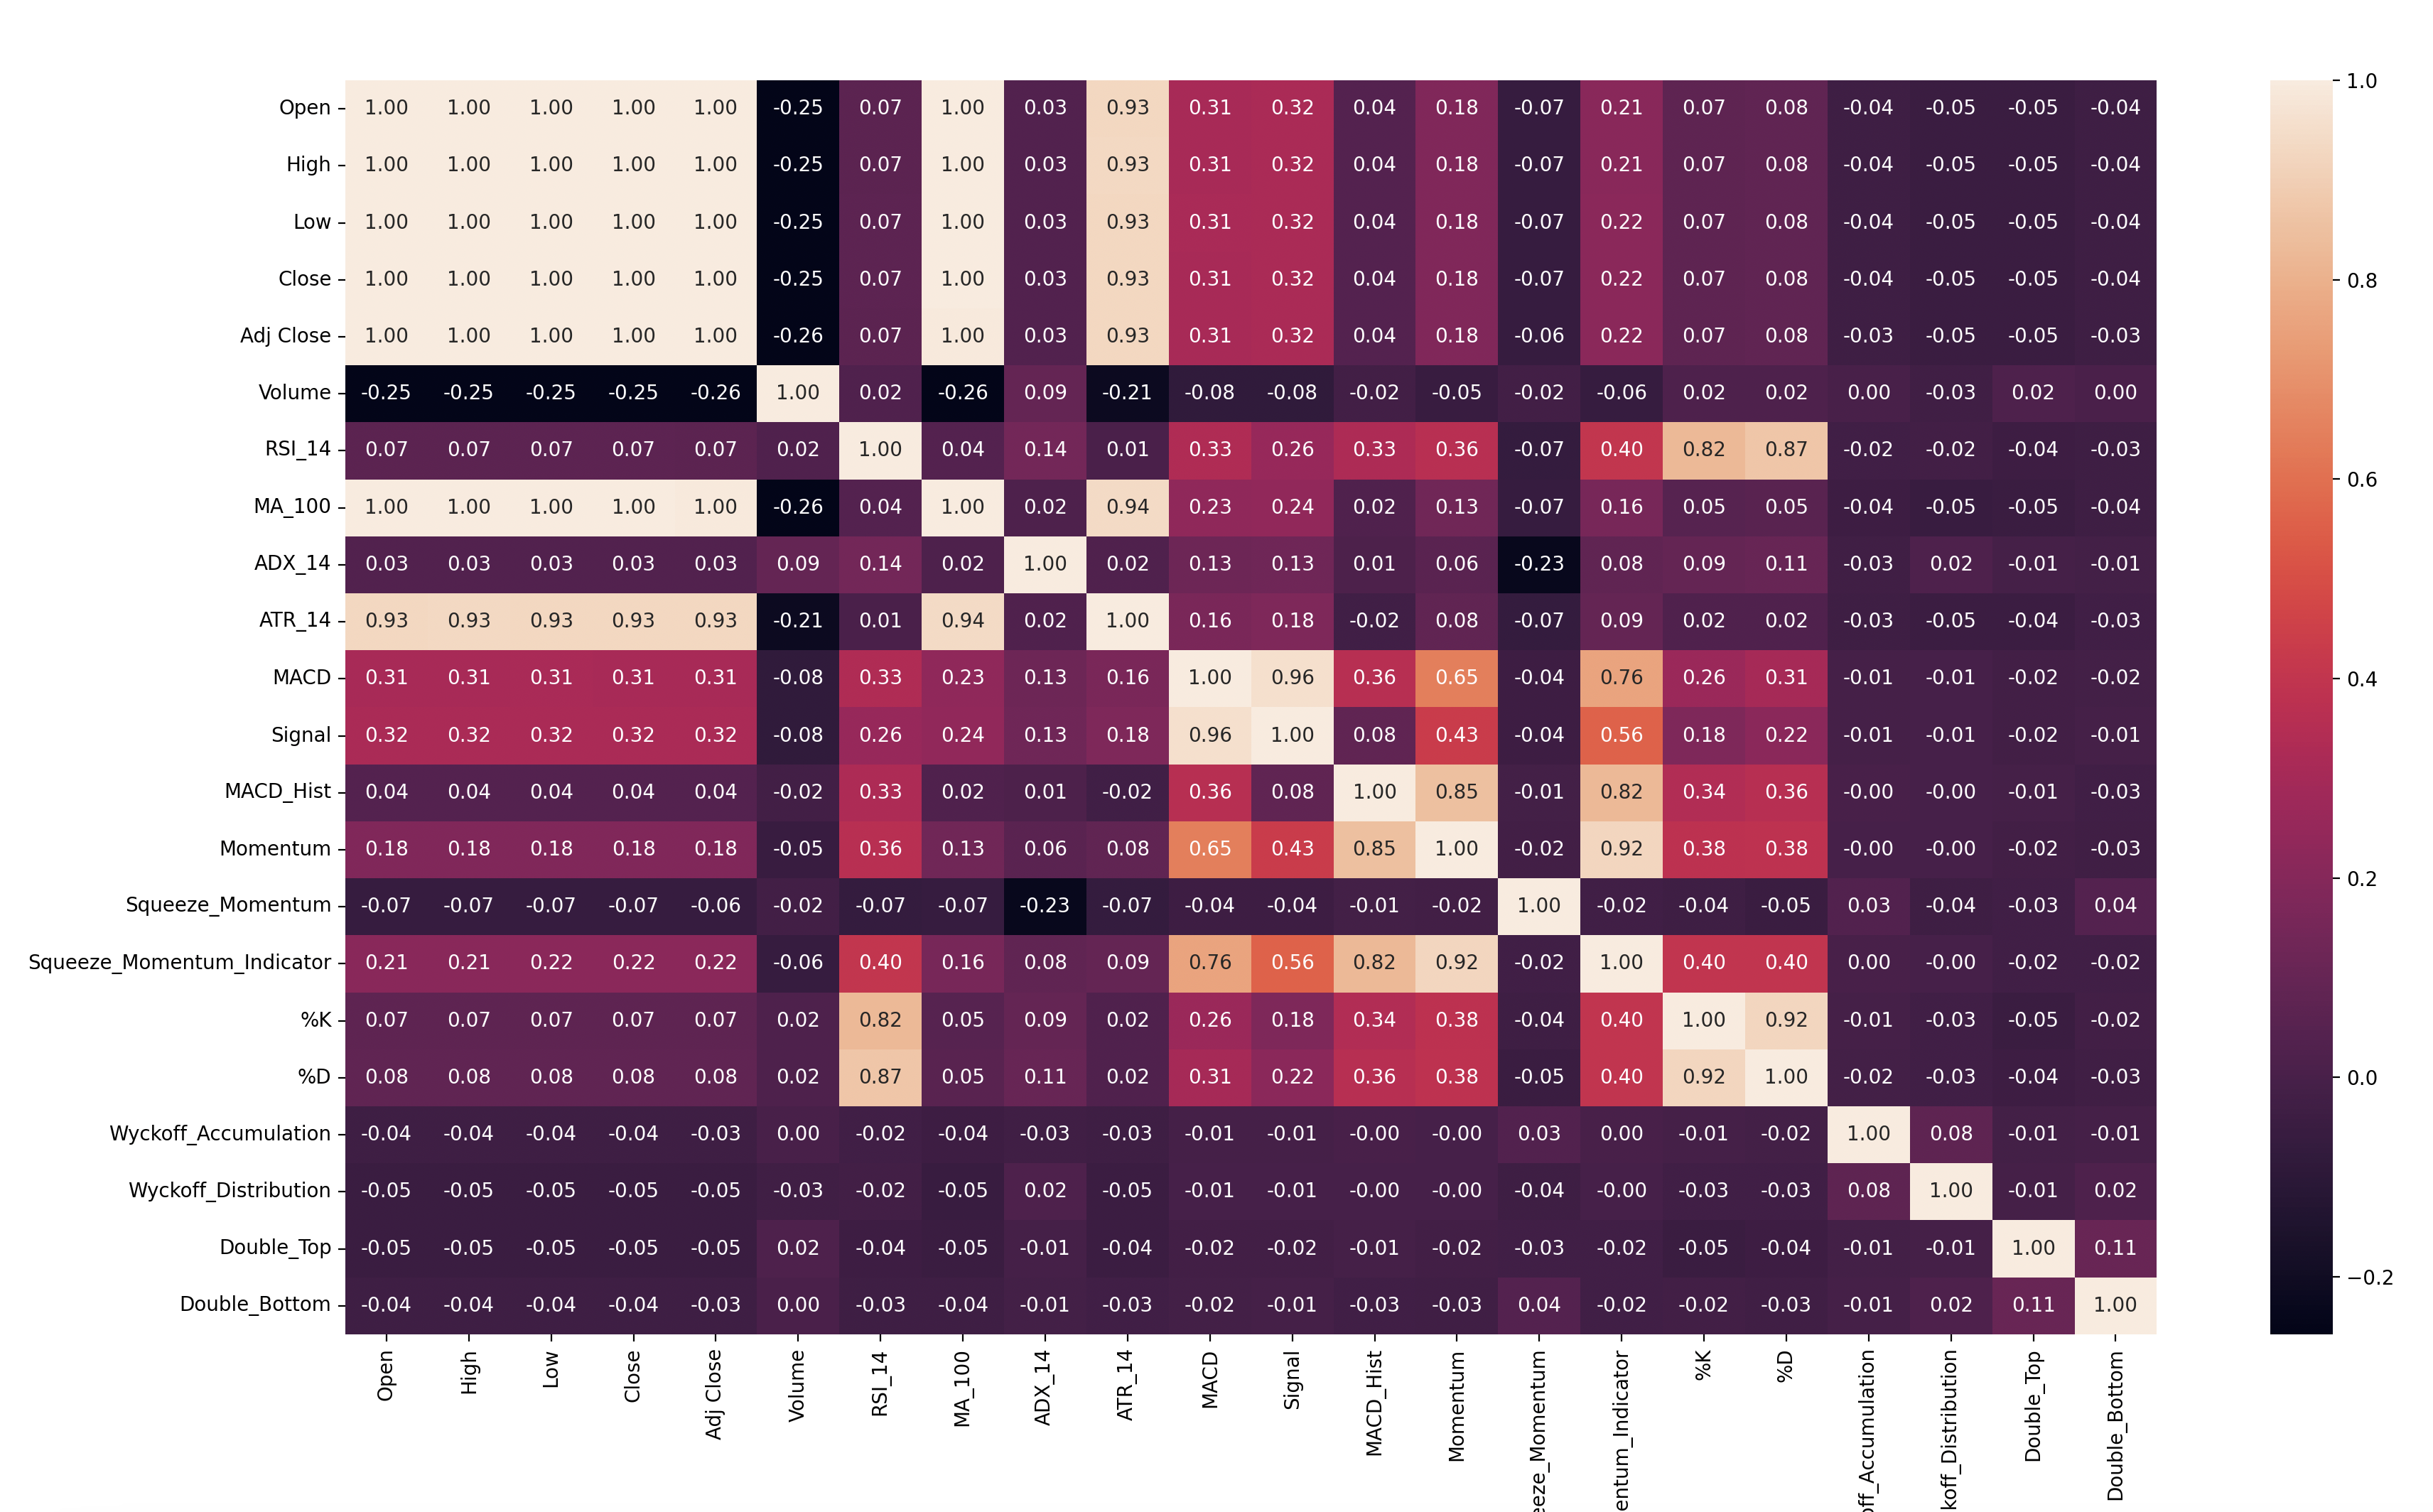 Open 1.00 1.00 1.00 1.00 1.00 -0.25 0.07 1.00 0.03 0.93 0.31 0.32 0.04 0.18 -0.07 0.21 0.07 0.08 -0.04 -0.05 -0.05 -0.04 1.0
High 1.00 1.00 1.00 1.00 1.00 -0.25 0.07 1.00 0.03 0.93 0.31 0.32 0.04 0.18 -0.07 0.21 0.07 0.08 -0.04 -0.05 -0.05 -0.04
Low 1.00 1.00 1.00 1.00 1.00 -0.25 0.07 1.00 0.03 0.93 0.31 0.32 0.04 0.18 -0.07 0.22 0.07 0.08 -0.04 -0.05 -0.05 -0.04
Close 1.00 1.00 1.00 1.00 1.00 -0.25 0.07 1.00 0.03 0.93 0.31 0.32 0.04 0.18 -0.07 0.22 0.07 0.08 -0.04 -0.05 -0.05 -0.04 0.8
Adj Close 1.00 1.00 1.00 1.00 1.00 -0.26 0.07 1.00 0.03 0.93 0.31 0.32 0.04 0.18 -0.06 0.22 0.07 0.08 -0.03 -0.05 -0.05 -0.03
Volume -0.25 -0.25 -0.25 -0.25 -0.26 1.00 0.02 -0.26 0.09 -0.21 -0.08 -0.08 -0.02 -0.05 -0.02 -0.06 0.02 0.02 0.00 -0.03 0.02 0.00
RSI_14 0.07 0.07 0.07 0.07 0.07 0.02 1.00 0.04 0.14 0.01 0.33 0.26 0.33 0.36 -0.07 0.40 0.82 0.87 -0.02 -0.02 -0.04 -0.03 0.6
MA_100 1.00 1.00 1.00 1.00 1.00 -0.26 0.04 1.00 0.02 0.94 0.23 0.24 0.02 0.13 -0.07 0.16 0.05 0.05 -0.04 -0.05 -0.05 -0.04
ADX_14 0.03 0.03 0.03 0.03 0.03 0.09 0.14 0.02 1.00 0.02 0.13 0.13 0.01 0.06 -0.23 0.08 0.09 0.11 -0.03 0.02 -0.01 -0.01
ATR_14 0.93 0.93 0.93 0.93 0.93 -0.21 0.01 0.94 0.02 1.00 0.16 0.18 -0.02 0.08 -0.07 0.09 0.02 0.02 -0.03 -0.05 -0.04 -0.03
MACD 0.31 0.31 0.31 0.31 0.31 -0.08 0.33 0.23 0.13 0.16 1.00 0.96 0.36 0.65 -0.04 0.76 0.26 0.31 -0.01 -0.01 -0.02 -0.02 0.4
Signal 0.32 0.32 0.32 0.32 0.32 -0.08 0.26 0.24 0.13 0.18 0.96 1.00 0.08 0.43 -0.04 0.56 0.18 0.22 -0.01 -0.01 -0.02 -0.01
MACD_Hist 0.04 0.04 0.04 0.04 0.04 -0.02 0.33 0.02 0.01 -0.02 0.36 0.08 1.00 0.85 -0.01 0.82 0.34 0.36 -0.00 -0.00 -0.01 -0.03
Momentum 0.18 0.18 0.18 0.18 0.18 -0.05 0.36 0.13 0.06 0.08 0.65 0.43 0.85 1.00 -0.02 0.92 0.38 0.38 -0.00 -0.00 -0.02 -0.03 0.2
Squeeze_Momentum -0.07 -0.07 -0.07 -0.07 -0.06 -0.02 -0.07 -0.07 -0.23 -0.07 -0.04 -0.04 -0.01 -0.02 1.00 -0.02 -0.04 -0.05 0.03 -0.04 -0.03 0.04
Squeeze_Momentum_Indicator 0.21 0.21 0.22 0.22 0.22 -0.06 0.40 0.16 0.08 0.09 0.76 0.56 0.82 0.92 -0.02 1.00 0.40 0.40 0.00 -0.00 -0.02 -0.02
%K 0.07 0.07 0.07 0.07 0.07 0.02 0.82 0.05 0.09 0.02 0.26 0.18 0.34 0.38 -0.04 0.40 1.00 0.92 -0.01 -0.03 -0.05 -0.02
%D 0.08 0.08 0.08 0.08 0.08 0.02 0.87 0.05 0.11 0.02 0.31 0.22 0.36 0.38 -0.05 0.40 0.92 1.00 -0.02 -0.03 -0.04 -0.03 0.0
Wyckoff_Accumulation -0.04 -0.04 -0.04 -0.04 -0.03 0.00 -0.02 -0.04 -0.03 -0.03 -0.01 -0.01 -0.00 -0.00 0.03 0.00 -0.01 -0.02 1.00 0.08 -0.01 -0.01
Wyckoff_Distribution -0.05 -0.05 -0.05 -0.05 -0.05 -0.03 -0.02 -0.05 0.02 -0.05 -0.01 -0.01 -0.00 -0.00 -0.04 -0.00 -0.03 -0.03 0.08 1.00 -0.01 0.02
Double_Top -0.05 -0.05 -0.05 -0.05 -0.05 0.02 -0.04 -0.05 -0.01 -0.04 -0.02 -0.02 -0.01 -0.02 -0.03 -0.02 -0.05 -0.04 -0.01 -0.01 1.00 0.11
Double_Bottom -0.04 -0.04 -0.04 -0.04 -0.03 0.00 -0.03 -0.04 -0.01 -0.03 -0.02 -0.01 -0.03 -0.03 0.04 -0.02 -0.02 -0.03 -0.01 0.02 0.11 1.00 −0.2
Open
High
Low
Close
Adj Close
Volume
RSI_14
MA_100
ADX_14
ATR_14
MACD
Signal
MACD_Hist
Momentum
eeze_Momentum
entum_Indicator
%K
%D
off_Accumulation
koff_Distribution
Double_Top
Double_Bottom